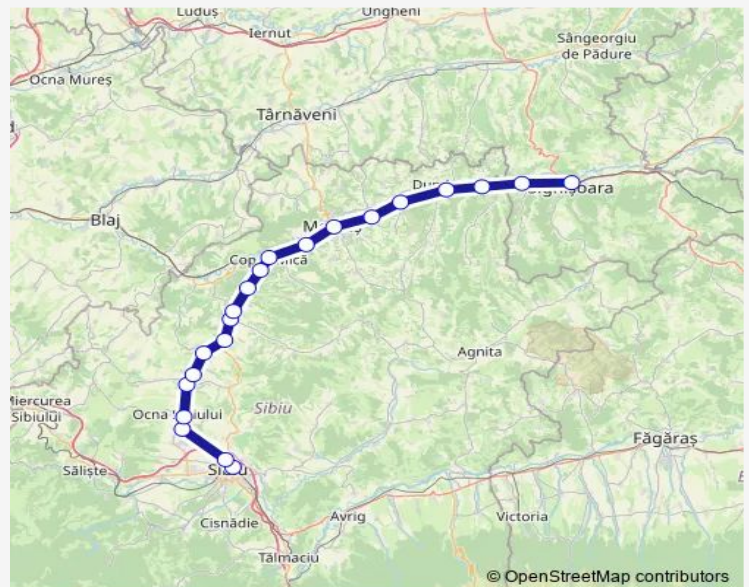 Luduș
Ungheni
Iernut
Sângeorgiu
de Pădure
Ocna Mureș
Târnăveni
Blaj
Agnita
Miercurea
Sibiului
Ocna
Sibiu
Săliște
Făgăraș
Cisnădie
Avrig
Victoria
Tălmaciu
© OpenStreetMap contributors